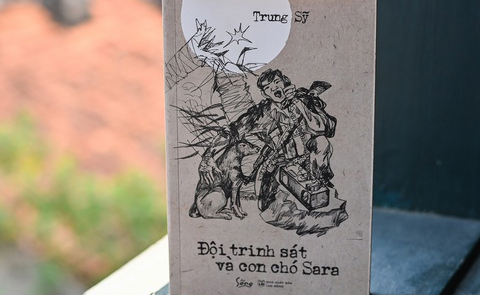 Trung Sỹ
Đội trinh sát
và con chó Sara